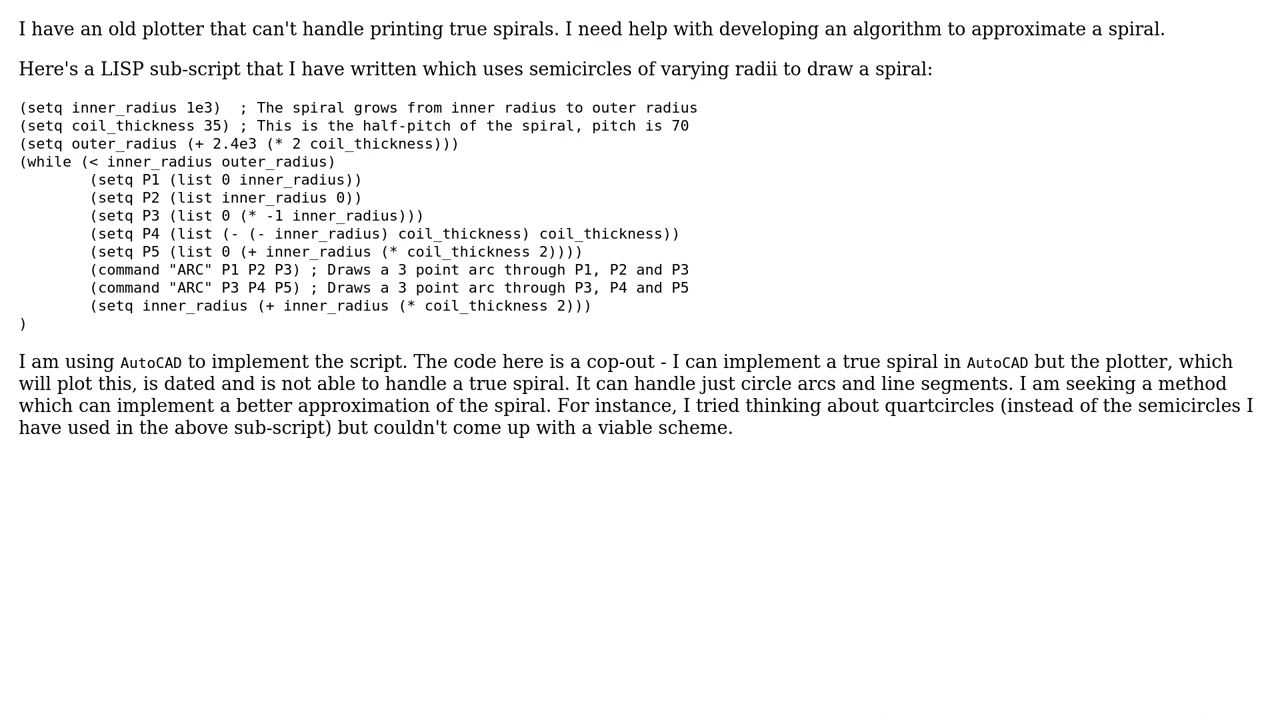 I have an old plotter that can't handle printing true spirals. I need help with developing an algorithm to approximate a spiral.
Here's a LISP sub-script that I have written which uses semicircles of varying radii to draw a spiral:
(setq inner_radius 1e3)  ; The spiral grows from inner radius to outer radius
(setq coil_thickness 35) ; This is the half-pitch of the spiral, pitch is 70
(setq outer_radius (+ 2.4e3 (* 2 coil_thickness)))
(while (< inner_radius outer_radius)
        (setq P1 (list 0 inner_radius))
        (setq P2 (list inner_radius 0))
        (setq P3 (list 0 (* -1 inner_radius)))
        (setq P4 (list (- (- inner_radius) coil_thickness) coil_thickness))
        (setq P5 (list 0 (+ inner_radius (* coil_thickness 2))))
        (command "ARC" P1 P2 P3) ; Draws a 3 point arc through P1, P2 and P3
        (command "ARC" P3 P4 P5) ; Draws a 3 point arc through P3, P4 and P5
        (setq inner_radius (+ inner_radius (* coil_thickness 2)))
)
I am using AutoCAD to implement the script. The code here is a cop-out - I can implement a true spiral in AutoCAD but the plotter, which
will plot this, is dated and is not able to handle a true spiral. It can handle just circle arcs and line segments. I am seeking a method
which can implement a better approximation of the spiral. For instance, I tried thinking about quartcircles (instead of the semicircles I
have used in the above sub-script) but couldn't come up with a viable scheme.